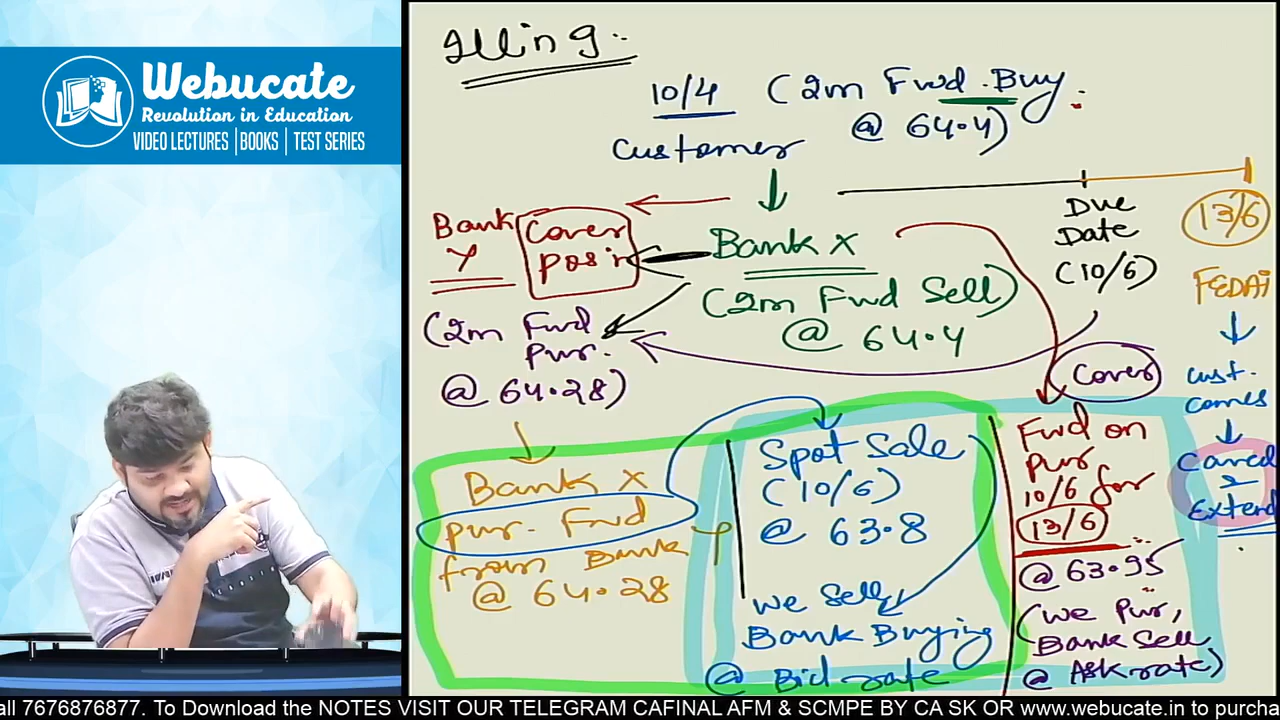 Webucate
Revolution in Education
VIDEO LECTURES | BOOKS | TEST SERIES
10/4 (2m Fwd. Buy
@ 64.4)
Customer
Bank
Y
Cover
Bank X
(2m Fwd Sell)
@ 64.4
Due
Date
(10/6)
13/6
FEDAI
cust.
comes
Cancel
&
Extend
(2m Fwd
pur.
@ 64.28)
Cover
Bank X
pur. Fwd
from Bank Y
@ 64.28
Spot Sale
(10/6)
@ 63.8
we Sell,
Bank Buying
@ Bid rate
Fwd on
pur
10/6 for
13/6
@ 63.95
(we Pur,
Bank Sell
@ Ask rate)
all 7676876877. To Download the NOTES VISIT OUR TELEGRAM CAFINAL AFM & SCMPE BY CA SK OR www.webucate.in to purcha